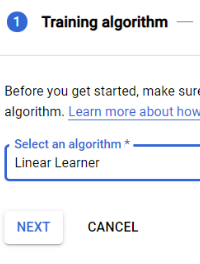 1 Training algorithm
Before you get started, make sure
algorithm. Learn more about how
Select an algorithm *
Linear Learner
NEXT CANCEL